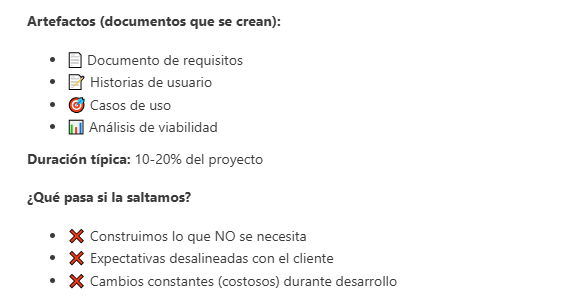 Artefactos (documentos que se crean):
📄 Documento de requisitos
📝 Historias de usuario
🎯 Casos de uso
📊 Análisis de viabilidad
Duración típica: 10-20% del proyecto
¿Qué pasa si la saltamos?
❌ Construimos lo que NO se necesita
❌ Expectativas desalineadas con el cliente
❌ Cambios constantes (costosos) durante desarrollo